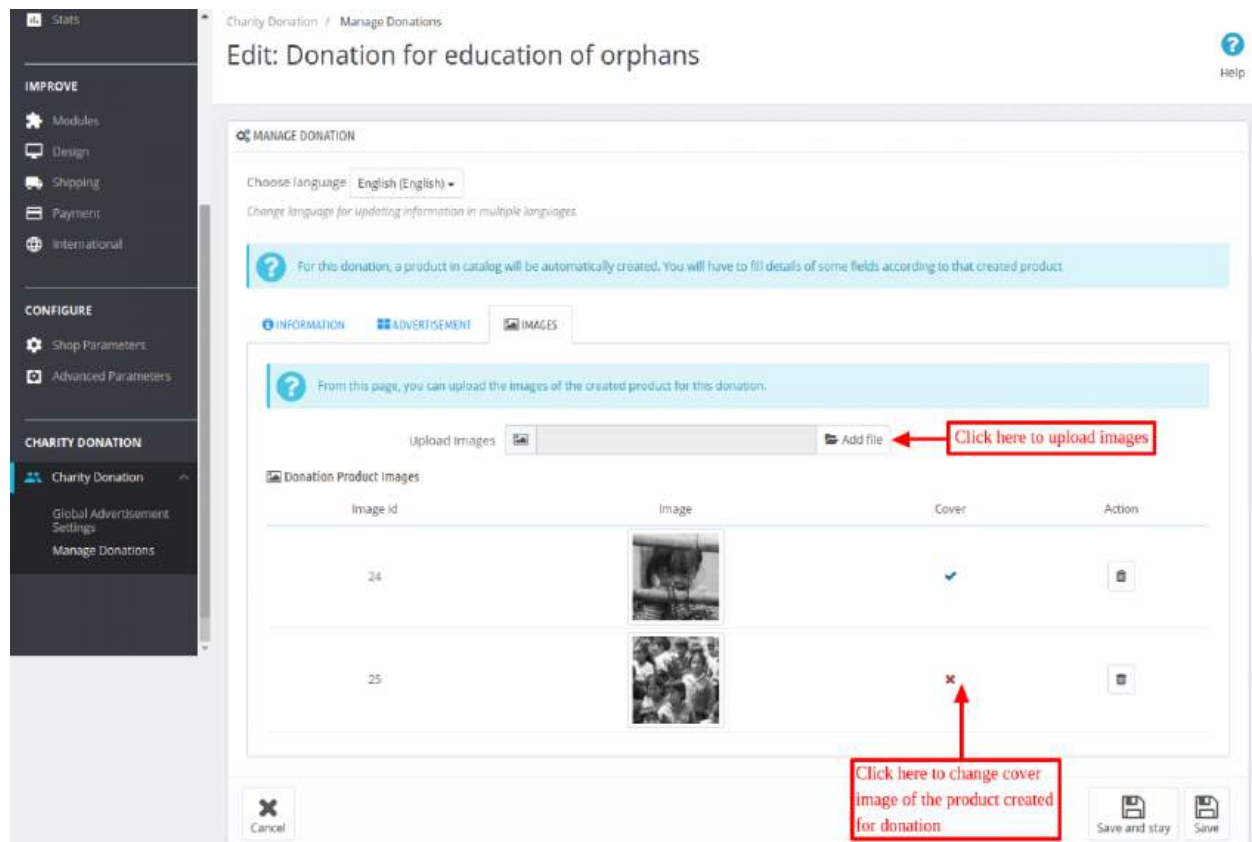 Stats
IMPROVE
Modules
Design
Shipping
Payment
International
CONFIGURE
Shop Parameters
Advanced Parameters
CHARITY DONATION
Charity Donation
Global Advertisement
Settings
Manage Donations
Charity Donation / Manage Donations
Edit: Donation for education of orphans
Help
MANAGE DONATION
Choose language English (English)
Change language for updating information in multiple languages.
For this donation, a product in catalog will be automatically created. You will have to fill details of some fields according to that created product
INFORMATION ADVERTISEMENT IMAGES
From this page, you can upload the images of the created product for this donation.
Upload Images Add file Click here to upload images
Donation Product Images
Image id Image Cover Action
24
25
Click here to change cover
image of the product created
for donation
Cancel Save and stay Save